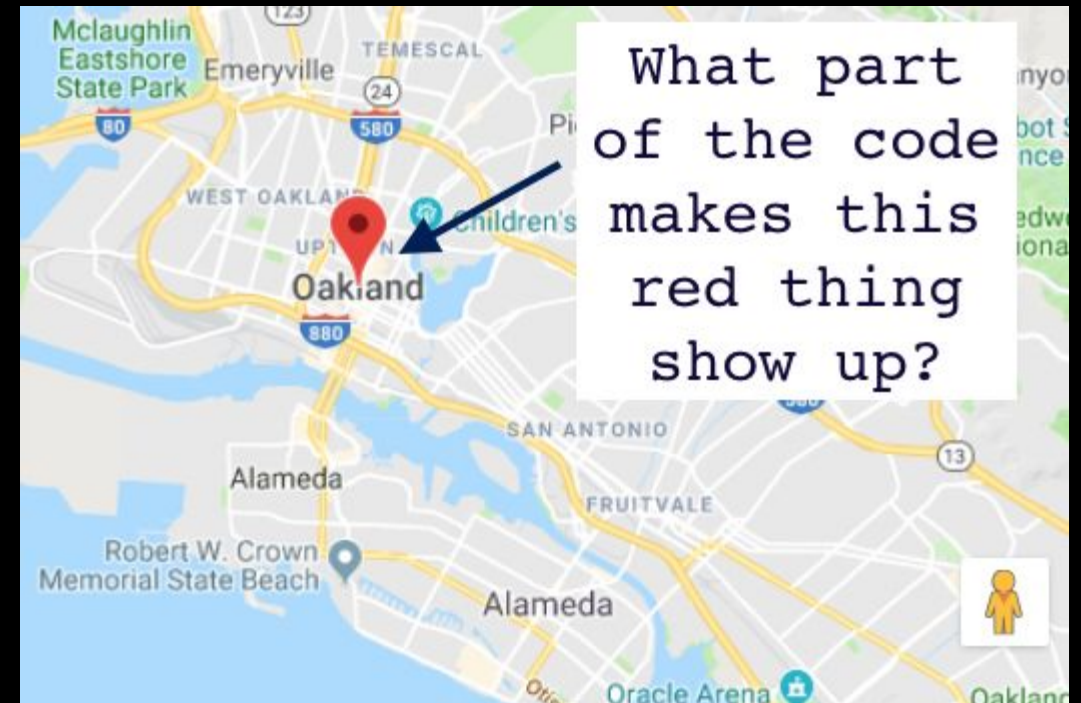 123
Mclaughlin
Eastshore
State Park
Emeryville
TEMESCAL
24
80
580
What part
of the code
makes this
red thing
show up?
WEST OAKLAND
Children's
Oakland
880
SAN ANTONIO
13
Alameda
FRUITVALE
Robert W. Crown
Memorial State Beach
Alameda
Oracle Arena